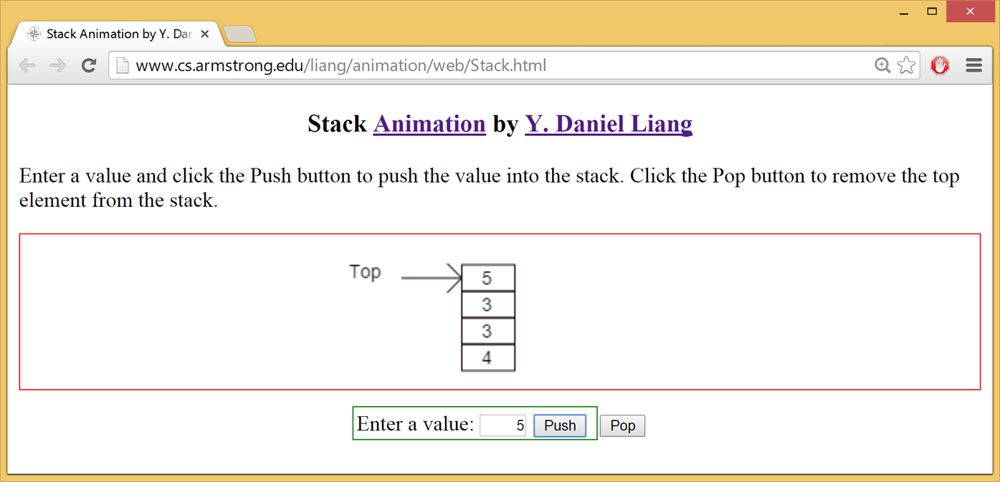 Stack Animation by Y. Dar
www.cs.armstrong.edu/liang/animation/web/Stack.html
Stack Animation by Y. Daniel Liang
Enter a value and click the Push button to push the value into the stack. Click the Pop button to remove the top
element from the stack.
Top
5
3
3
4
Enter a value: 5 Push Pop